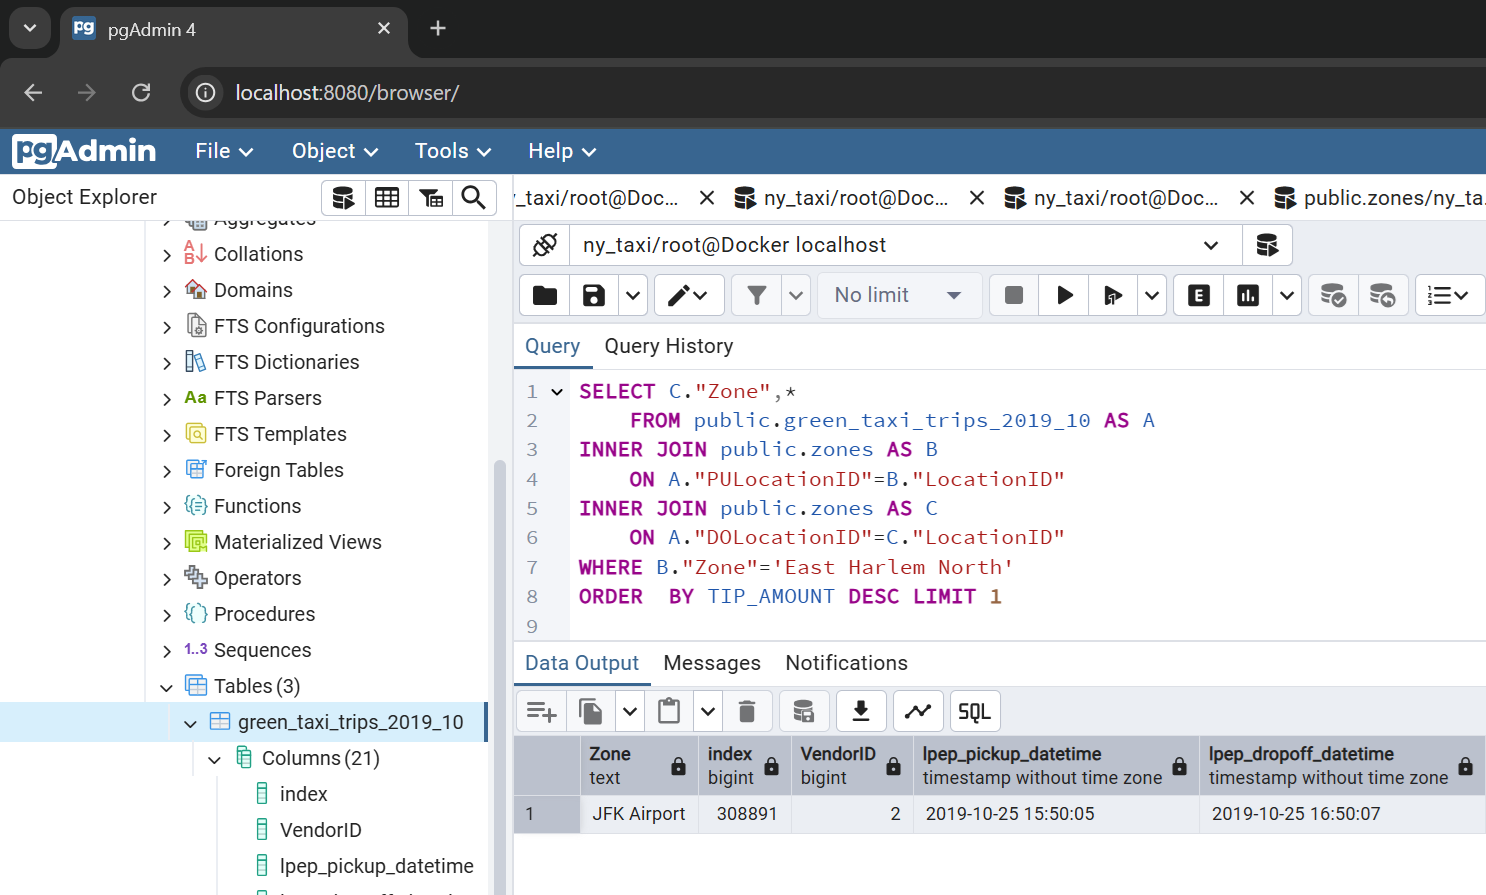 pgAdmin 4
localhost:8080/browser/
pgAdmin File Object Tools Help
Object Explorer
_taxi/root@Doc... ny_taxi/root@Doc... ny_taxi/root@Doc... public.zones/ny_ta
ny_taxi/root@Docker localhost
No limit
Query Query History
1 SELECT C."Zone",*
2 FROM public.green_taxi_trips_2019_10 AS A
3 INNER JOIN public.zones AS B
4 ON A."PULocationID"=B."LocationID"
5 INNER JOIN public.zones AS C
6 ON A."DOLocationID"=C."LocationID"
7 WHERE B."Zone"='East Harlem North'
8 ORDER  BY TIP_AMOUNT DESC LIMIT 1
9
Aggregates
Collations
Domains
FTS Configurations
FTS Dictionaries
Aa FTS Parsers
FTS Templates
Foreign Tables
Functions
Materialized Views
Operators
Procedures
1..3 Sequences
Tables (3)
green_taxi_trips_2019_10
Columns (21)
index
VendorID
lpep_pickup_datetime
Data Output Messages Notifications
SQL
Zone index VendorID lpep_pickup_datetime lpep_dropoff_datetime
text bigint bigint timestamp without time zone timestamp without time zone
1 JFK Airport 308891 2 2019-10-25 15:50:05 2019-10-25 16:50:07